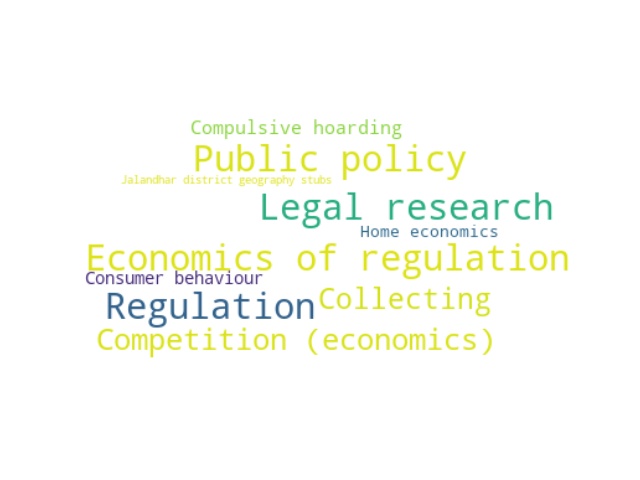 Compulsive hoarding
Public policy
Jalandhar district geography stubs
Legal research
Home economics
Economics of regulation
Consumer behaviour
Regulation
Collecting
Competition (economics)